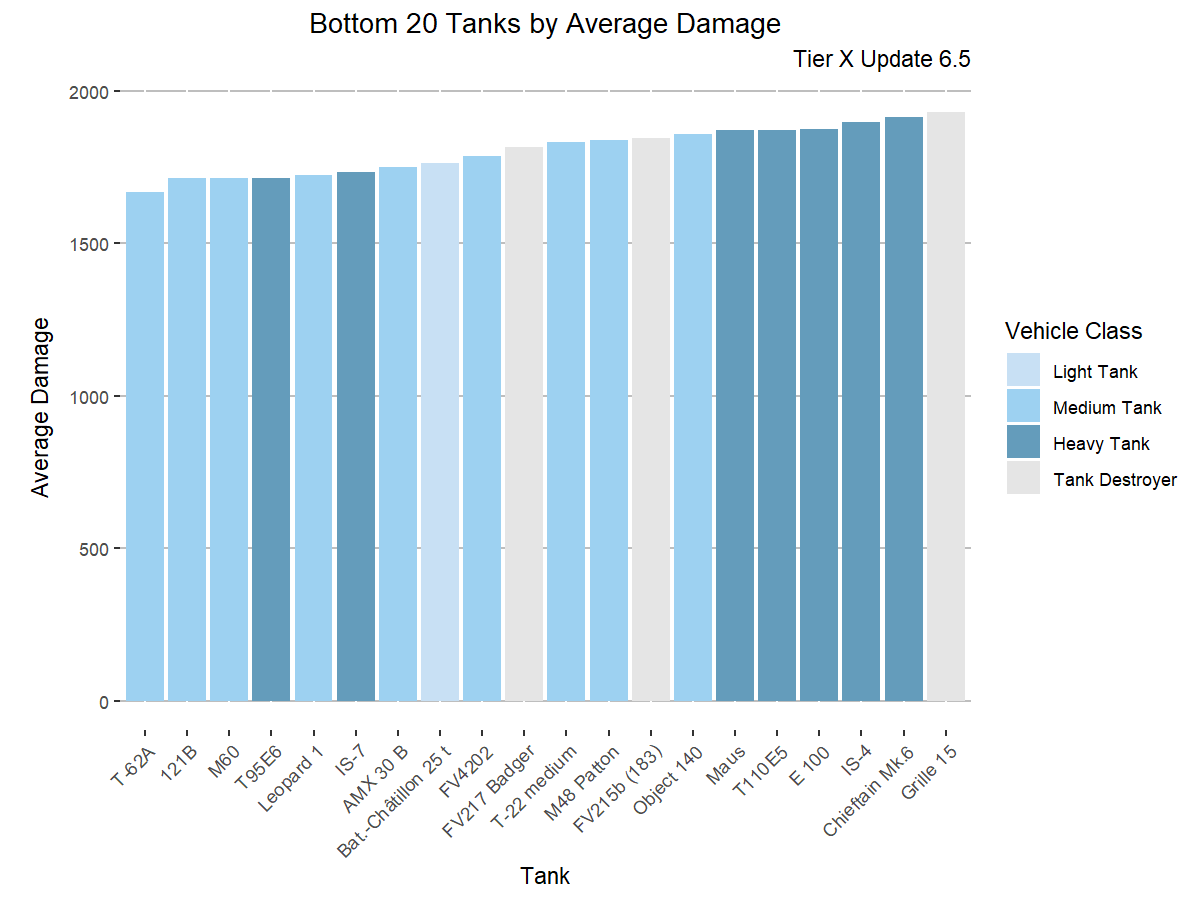 Bottom 20 Tanks by Average Damage
Tier X Update 6.5
Average Damage
2000
1500
1000
500
0
T-62A
121B
M60
T95E6
Leopard 1
IS-7
AMX 30 B
Bat.-Châtillon 25 t
FV4202
FV217 Badger
T-22 medium
M48 Patton
FV215b (183)
Object 140
Maus
T110E5
E 100
IS-4
Chieftain Mk.6
Grille 15
Tank
Vehicle Class
Light Tank
Medium Tank
Heavy Tank
Tank Destroyer